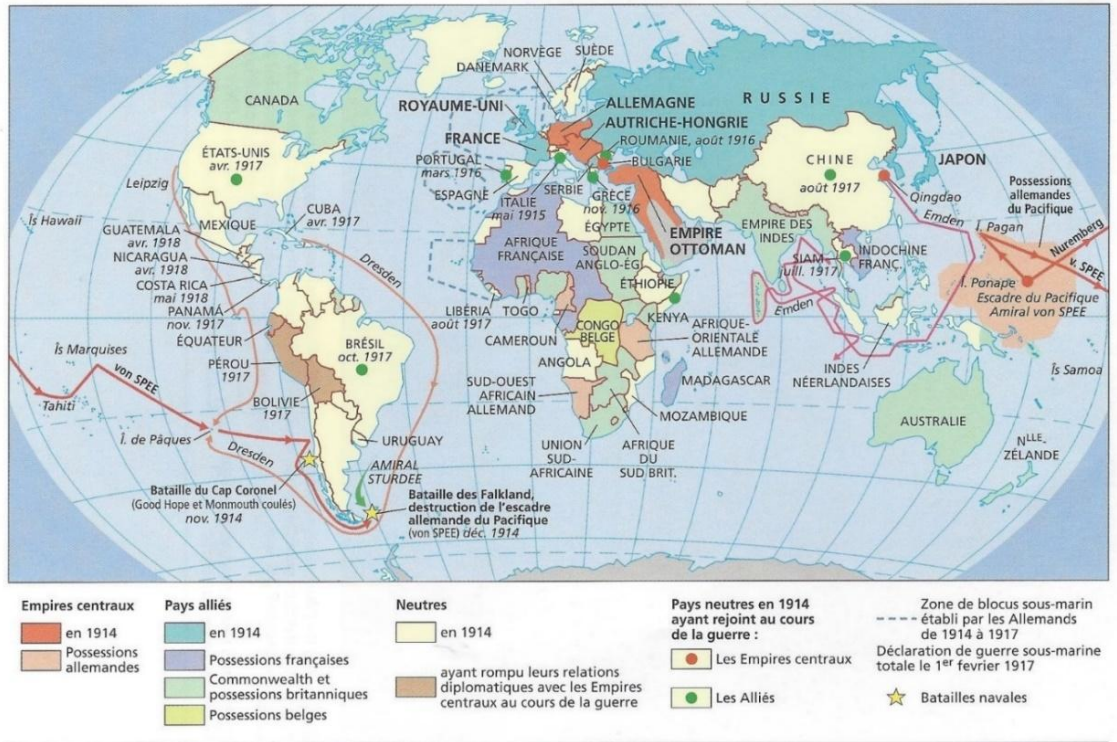 NORVÈGE
SUÈDE
DANEMARK
ROYAUME-UNI
ALLEMAGNE
RUSSIE
CANADA
AUTRICHE-HONGRIE
FRANCE
ROUMANIE, août 1916
ÉTATS-UNIS
avr. 1917
PORTUGAL
mars 1916
BULGARIE
CHINE
août 1917
JAPON
Leipzig
ESPAGNE
ITALIE
mai 1915
SERBIE
GRÈCE
nov. 1916
Qingdao
Possessions
allemandes
du Pacifique
Îs Hawaii
MEXIQUE
CUBA
avr. 1917
ÉGYPTE
EMPIRE
OTTOMAN
EMPIRE DES
INDES
Emden
Î. Pagan
Nuremberg
GUATEMALA
avr. 1918
AFRIQUE
FRANÇAISE
SOUDAN
ANGLO-ÉG.
SIAM
juill. 1917
INDOCHINE
FRANÇ.
v. SPEE
NICARAGUA
avr. 1918
Dresden
ÉTHIOPIE
COSTA RICA
mai 1918
Î. Ponape
Escadre du Pacifique
Amiral von SPEE
PANAMÁ
nov. 1917
LIBÉRIA
août 1917
TOGO
KENYA
Emden
ÉQUATEUR
CAMEROUN
CONGO
BELGE
AFRIQUE-
ORIENTALE
ALLEMANDE
Îs Marquises
BRÉSIL
oct. 1917
ANGOLA
von SPEE
PÉROU
1917
INDES
NÉERLANDAISES
Îs Samoa
Tahiti
BOLIVIE
1917
SUD-OUEST
AFRICAIN
ALLEMAND
MADAGASCAR
MOZAMBIQUE
AUSTRALIE
Î. de Pâques
Dresden
URUGUAY
UNION
SUD-
AFRICAINE
AFRIQUE
DU
SUD BRIT.
NLLE-
ZÉLANDE
AMIRAL
STURDEE
Bataille du Cap Coronel
(Good Hope et Monmouth coulés)
nov. 1914
Bataille des Falkland,
destruction de l'escadre
allemande du Pacifique
(von SPEE) déc. 1914
Empires centraux
en 1914
Possessions
allemandes
Pays alliés
en 1914
Possessions françaises
Commonwealth et
possessions britanniques
Possessions belges
Neutres
en 1914
ayant rompu leurs relations
diplomatiques avec les Empires
centraux au cours de la guerre
Pays neutres en 1914
ayant rejoint au cours
de la guerre :
Les Empires centraux
Les Alliés
Zone de blocus sous-marin
établi par les Allemands
de 1914 à 1917
Déclaration de guerre sous-marine
totale le 1er fevrier 1917
Batailles navales